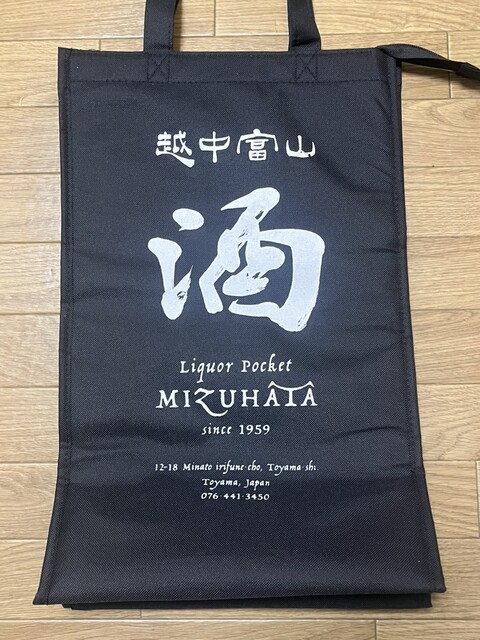 越中富山
酒
Liquor Pocket
MIZUHATA
since 1959
12-18 Minato irifune-cho, Toyama-shi.
Toyama, Japan
076-441-3450